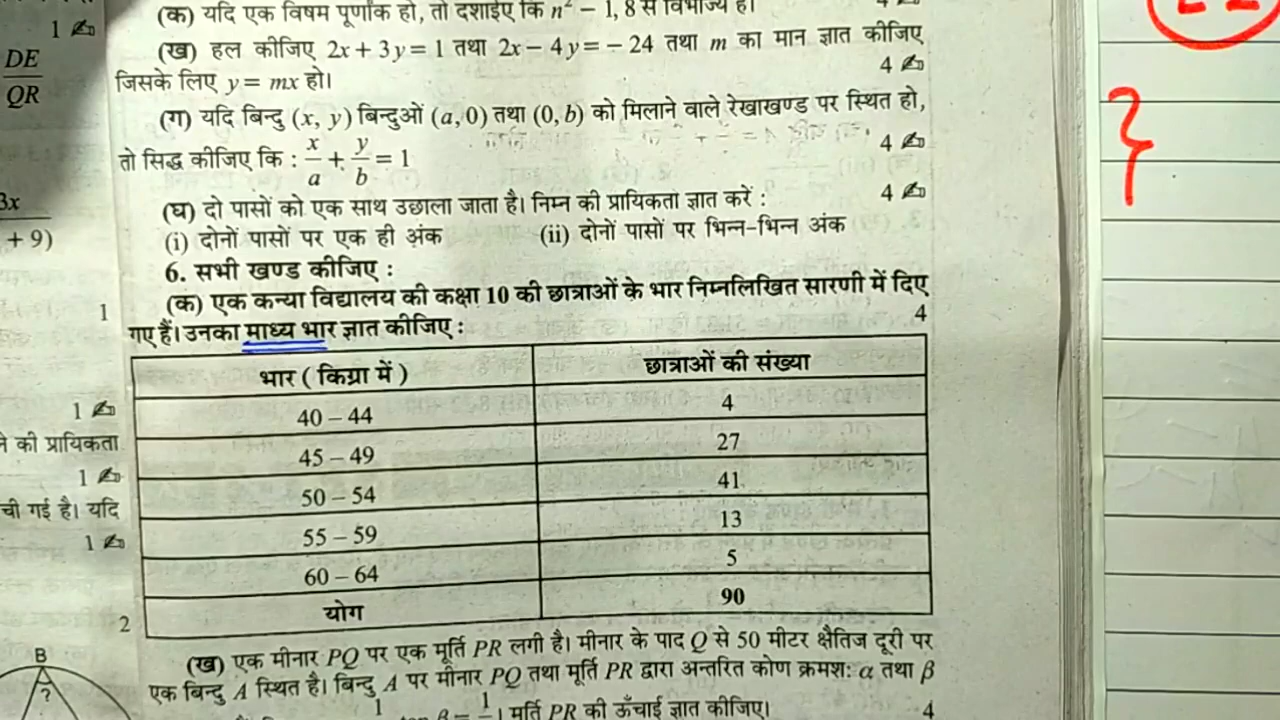 (क) यदि एक विषम पूर्णांक हो, तो दर्शाईए कि n² – 1, 8 से विभाज्य है।
1
(ख) हल कीजिए 2x + 3y = 1 तथा 2x – 4y = – 24 तथा m का मान ज्ञात कीजिए
जिसके लिए y = mx हो।
4
DE
QR
(ग) यदि बिन्दु (x, y) बिन्दुओं (a, 0) तथा (0, b) को मिलाने वाले रेखाखण्ड पर स्थित हो,
तो सिद्ध कीजिए कि : x/a + y/b = 1
4
(घ) दो पासों को एक साथ उछाला जाता है। निम्न की प्रायिकता ज्ञात करें :
4
3x
+ 9)
(i) दोनों पासों पर एक ही अंक (ii) दोनों पासों पर भिन्न-भिन्न अंक
6. सभी खण्ड कीजिए :
1
(क) एक कन्या विद्यालय की कक्षा 10 की छात्राओं के भार निम्नलिखित सारणी में दिए
गए हैं। उनका माध्य भार ज्ञात कीजिए :
4
भार ( किग्रा में ) छात्राओं की संख्या
40 – 44 4
45 – 49 27
50 – 54 41
55 – 59 13
60 – 64 5
योग 90
1
की प्रायिकता
1
ची गई है। यदि
1
2
(ख) एक मीनार PQ पर एक मूर्ति PR लगी है। मीनार के पाद Q से 50 मीटर क्षैतिज दूरी पर
एक बिन्दु A स्थित है। बिन्दु A पर मीनार PQ तथा मूर्ति PR द्वारा अन्तरित कोण क्रमशः α तथा β
मूर्ति PR की ऊँचाई ज्ञात कीजिए।
4
B
?